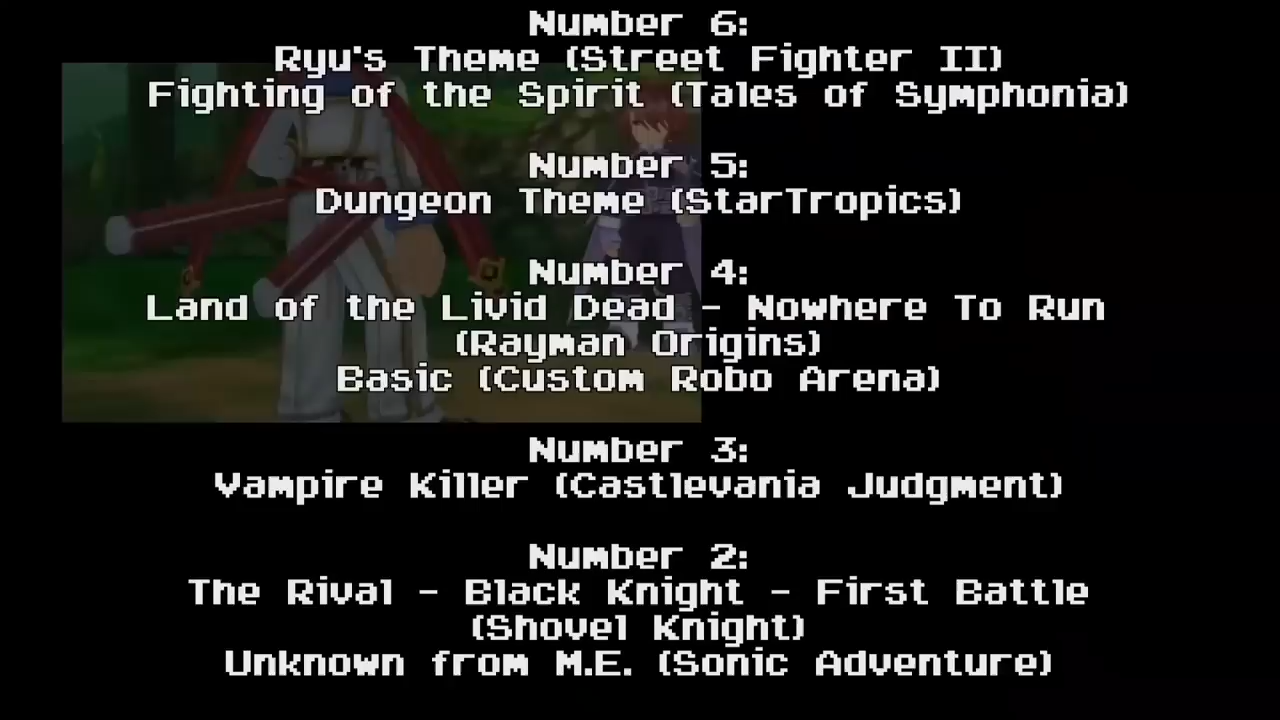 Number 6:
Ryu's Theme (Street Fighter II)
Fighting of the Spirit (Tales of Symphonia)
Number 5:
Dungeon Theme (StarTropics)
Number 4:
Land of the Livid Dead - Nowhere To Run
(Rayman Origins)
Basic (Custom Robo Arena)
Number 3:
Vampire Killer (Castlevania Judgment)
Number 2:
The Rival - Black Knight - First Battle
(Shovel Knight)
Unknown from M.E. (Sonic Adventure)